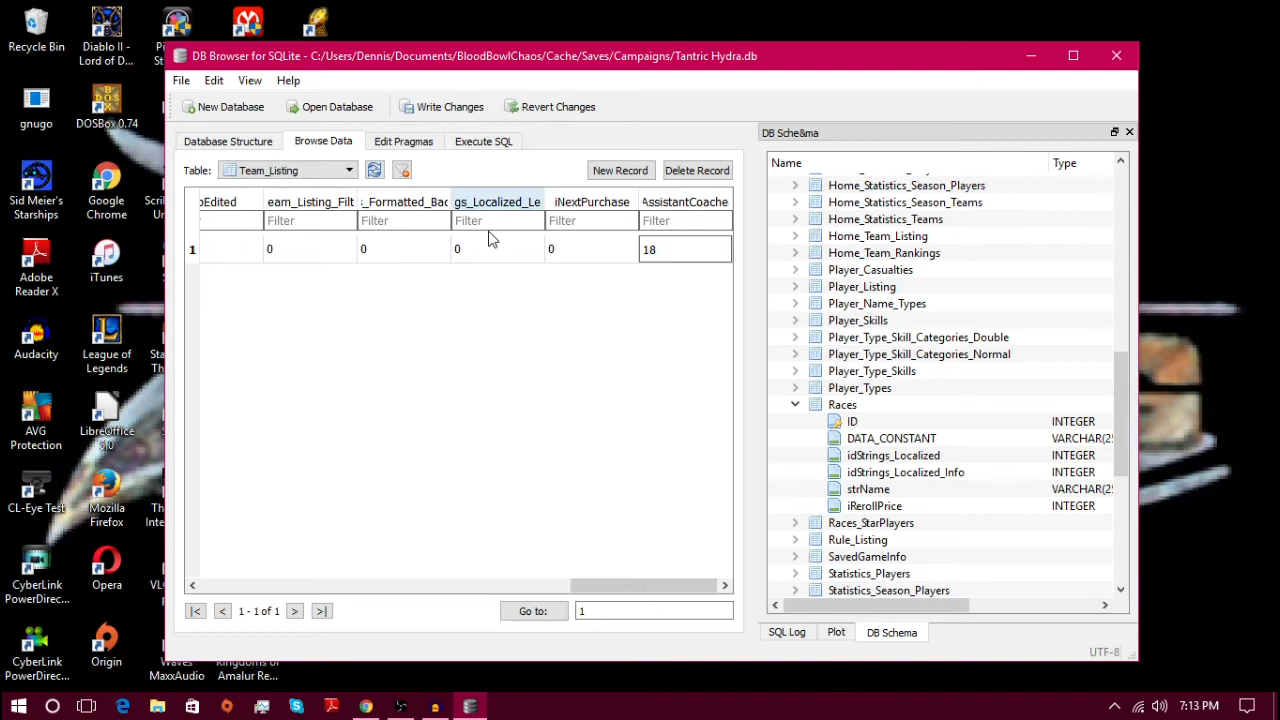 Recycle Bin
Diablo II -
Lord of D...
DB Browser for SQLite - C:/Users/Dennis/Documents/BloodBowlChaos/Cache/Saves/Campaigns/Tantric Hydra.db
File Edit View Help
New Database Open Database Write Changes Revert Changes
Database Structure Browse Data Edit Pragmas Execute SQL
Table: Team_Listing New Record Delete Record
oEdited eam_Listing_Filt s_Formatted_Bac gs_Localized_Le iNextPurchase AssistantCoache
Filter Filter Filter Filter Filter
1 0 0 0 0 18
|< < 1 - 1 of 1 > >| Go to: 1
DB Sche&ma
Name Type
Home_Statistics_Season_Players
Home_Statistics_Season_Teams
Home_Statistics_Teams
Home_Team_Listing
Home_Team_Rankings
Player_Casualties
Player_Listing
Player_Name_Types
Player_Skills
Player_Type_Skill_Categories_Double
Player_Type_Skill_Categories_Normal
Player_Type_Skills
Player_Types
Races
ID INTEGER
DATA_CONSTANT VARCHAR(25
idStrings_Localized INTEGER
idStrings_Localized_Info INTEGER
strName VARCHAR(25
iRerollPrice INTEGER
Races_StarPlayers
Rule_Listing
SavedGameInfo
Statistics_Players
Statistics_Season_Players
SQL Log Plot DB Schema
UTF-8
gnugo
DOSBox 0.74
DOS BOX
Sid Meier's
Starships
Google
Chrome
Adobe
Reader X
iTunes
Audacity
League of
Legends
AVG
Protection
LibreOffice
5.0
CL-Eye Test
Mozilla
Firefox
CyberLink
PowerDirec...
Opera
CyberLink
PowerDirec...
Origin
Waves
MaxxAudio
Kingdoms of
Amalur Re...
7:13 PM